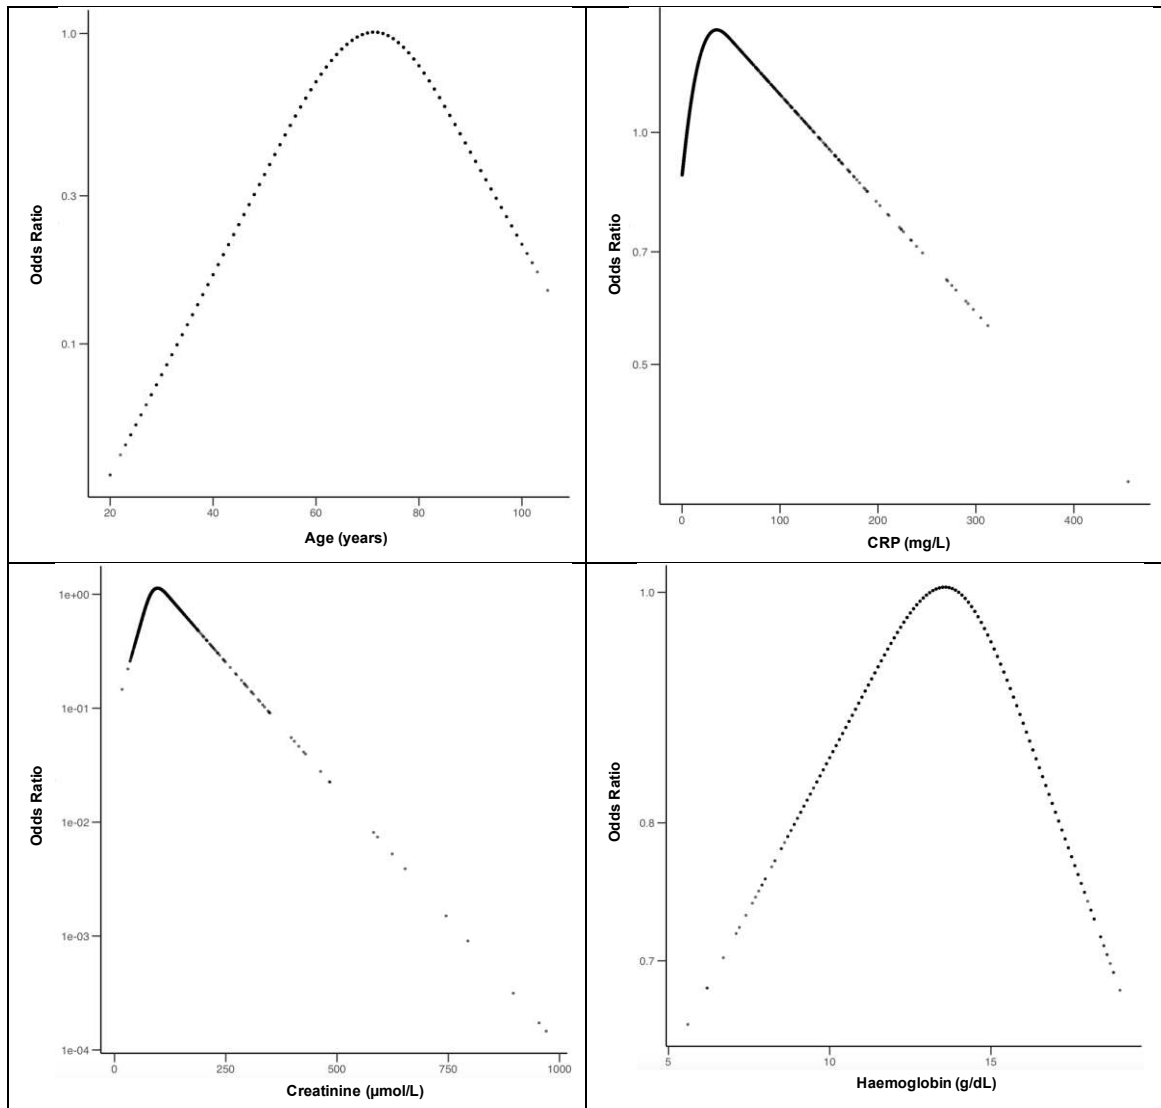 1.0
0.3
0.1
Odds Ratio
20 40 60 80 100
Age (years)
1.0
0.7
0.5
Odds Ratio
0 100 200 300 400
CRP (mg/L)
1e+00
1e-01
1e-02
1e-03
1e-04
Odds Ratio
0 250 500 750 1000
Creatinine (µmol/L)
1.0
0.8
0.7
Odds Ratio
5 10 15
Haemoglobin (g/dL)